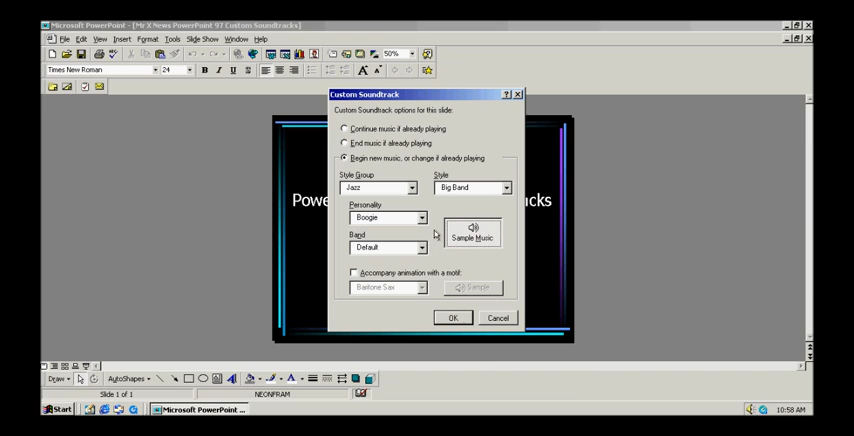 Microsoft PowerPoint - [Mr X News PowerPoint 97 Custom Soundtracks]
File Edit View Insert Format Tools Slide Show Window Help
50%
Times New Roman 24 B I U S A A
Custom Soundtrack
Custom Soundtrack options for this slide:
Continue music if already playing
End music if already playing
Begin new music, or change if already playing
Style Group Style
Jazz Big Band
Powe cks
Personality
Boogie
Sample Music
Band
Default
Accompany animation with a motif:
Baritone Sax Sample
OK Cancel
Draw AutoShapes A A
Slide 1 of 1 NEONFRAM
Start Microsoft PowerPoint ... 10:58 AM